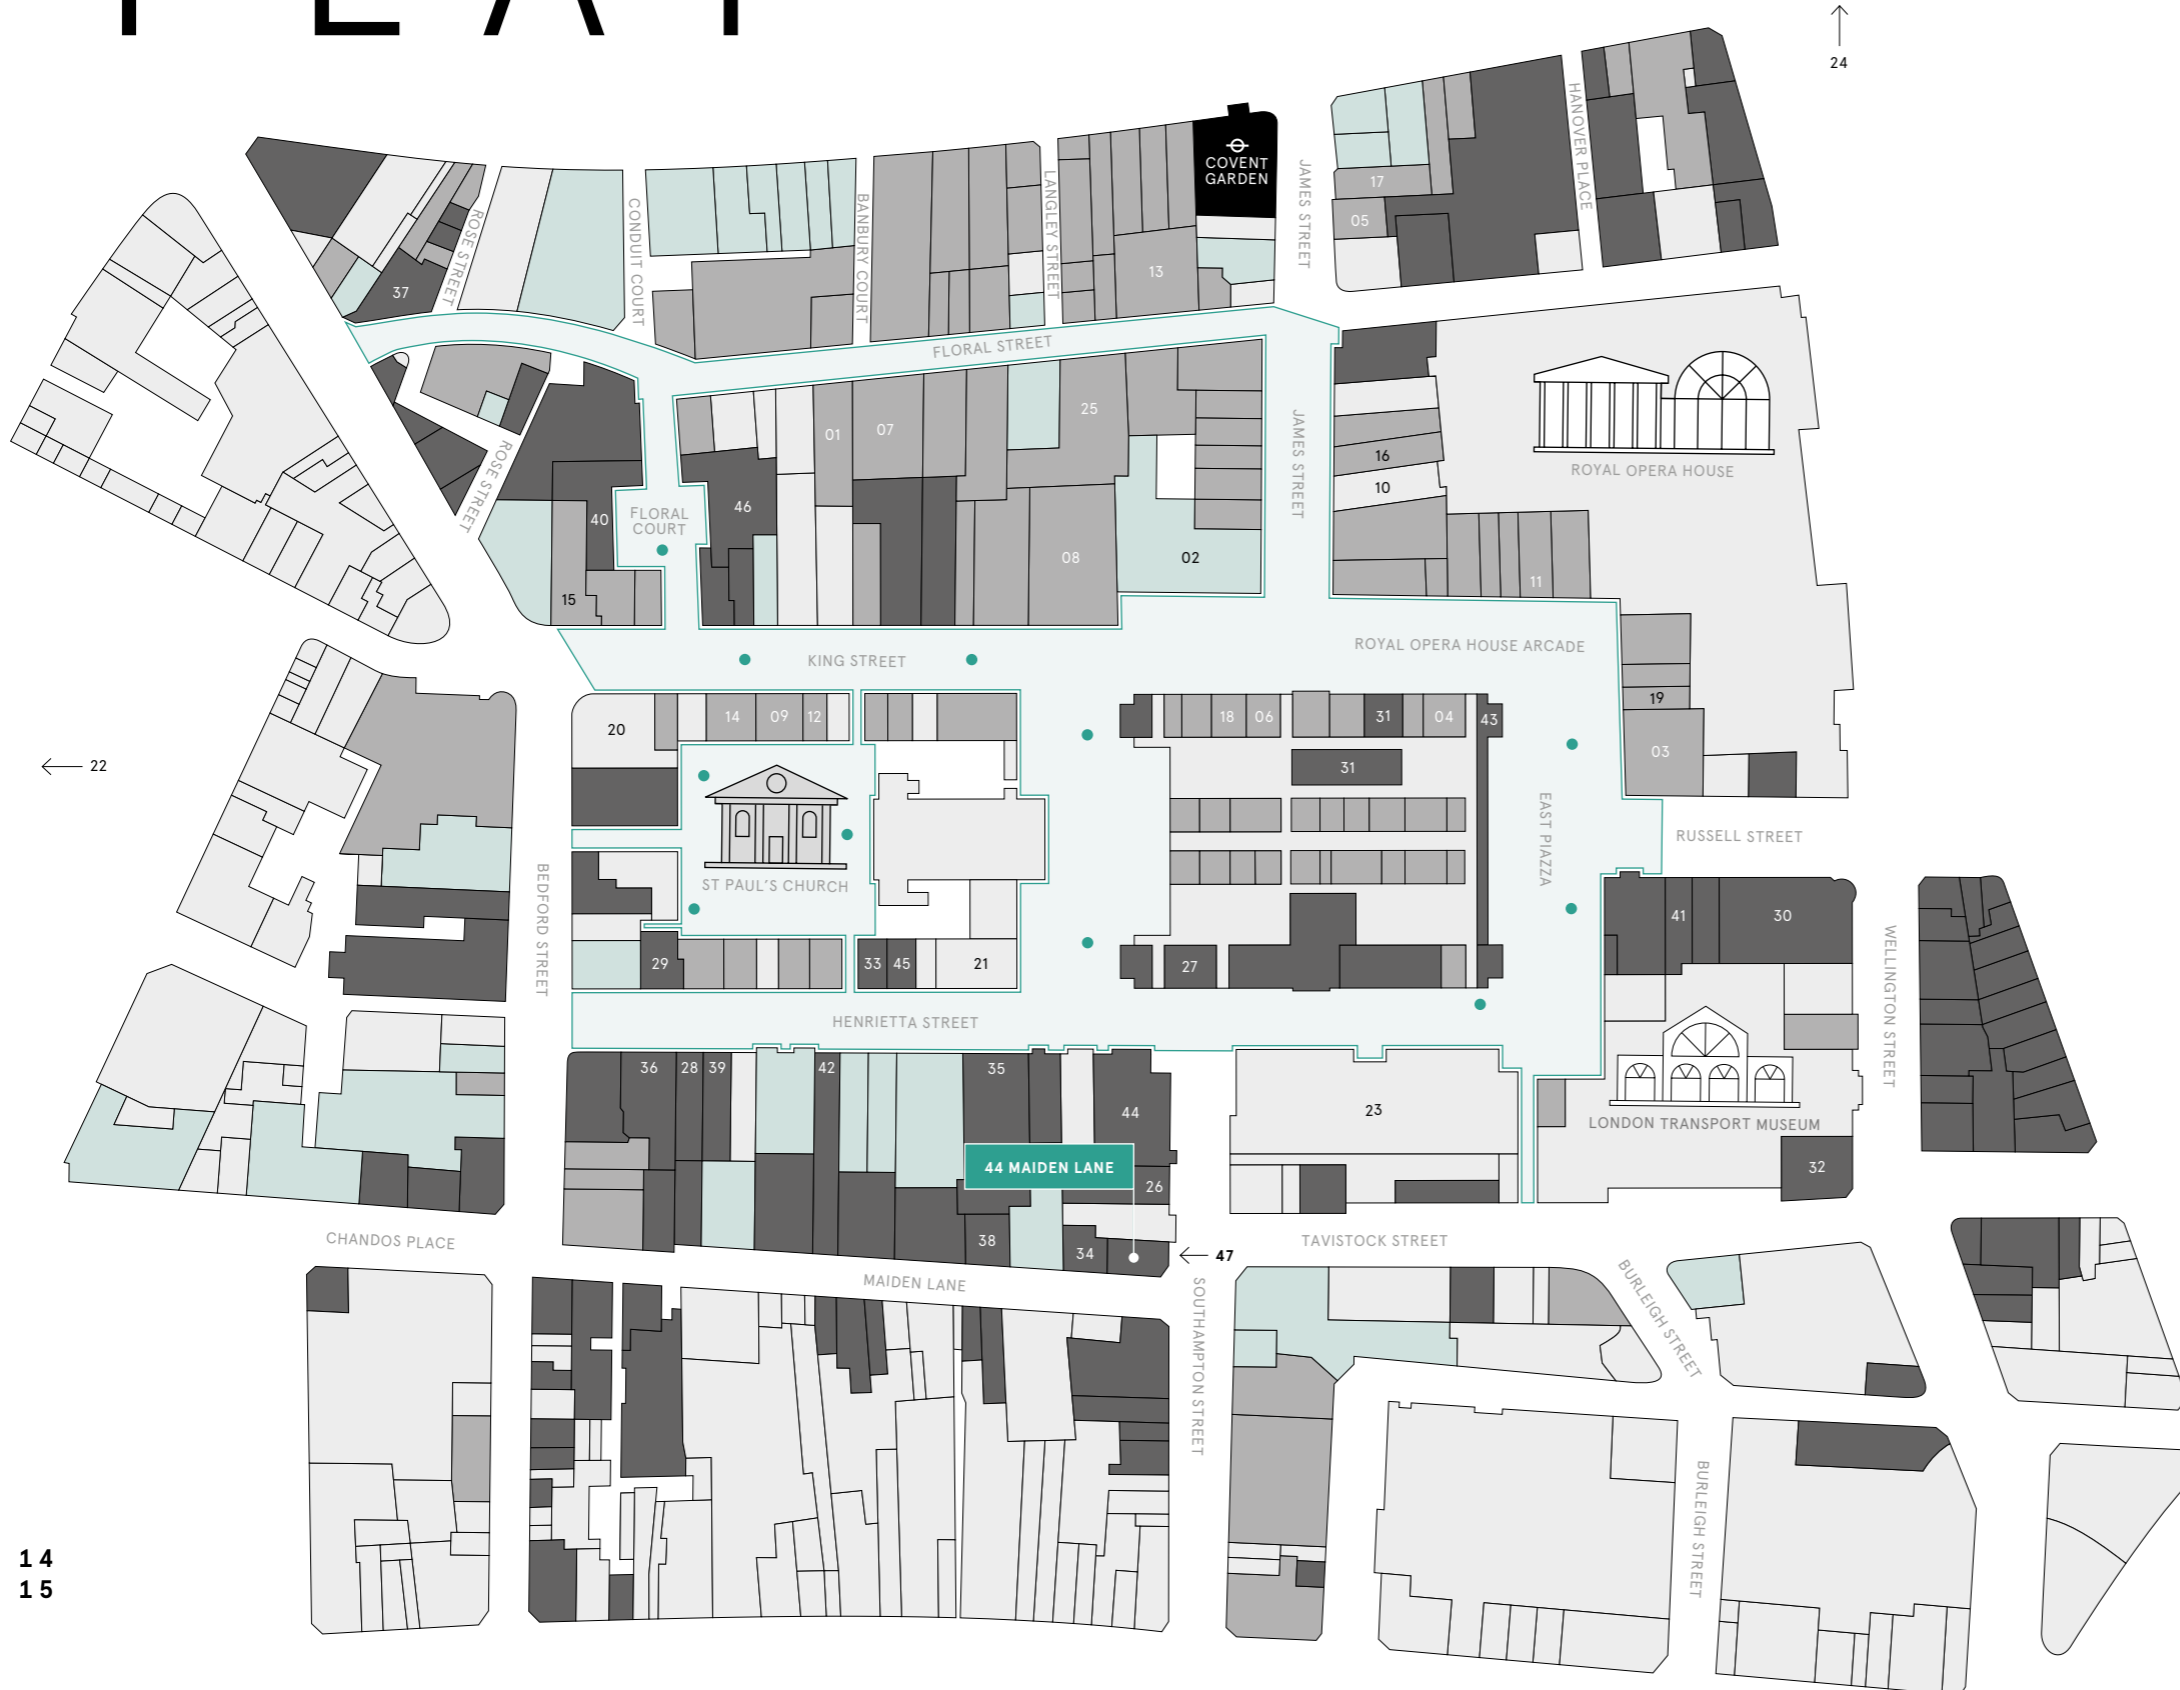 24
COVENT
GARDEN
HANOVER PLACE
JAMES STREET
LANGLEY STREET
BANBURY COURT
CONDUIT COURT
ROSE STREET
17
05
13
37
FLORAL STREET
ROSE STREET
JAMES STREET
ROYAL OPERA HOUSE
25
01
07
16
10
46
40
FLORAL
COURT
08
02
11
15
KING STREET
ROYAL OPERA HOUSE ARCADE
19
20
14
09
12
18
06
31
04
43
03
22
31
EAST PIAZZA
RUSSELL STREET
ST PAUL'S CHURCH
BEDFORD STREET
41
30
WELLINGTON STREET
29
33
45
21
27
HENRIETTA STREET
36
28
39
42
35
44
23
LONDON TRANSPORT MUSEUM
44 MAIDEN LANE
26
32
CHANDOS PLACE
38
34
47
TAVISTOCK STREET
MAIDEN LANE
SOUTHAMPTON STREET
BURLEIGH STREET
BURLEIGH STREET
14
15